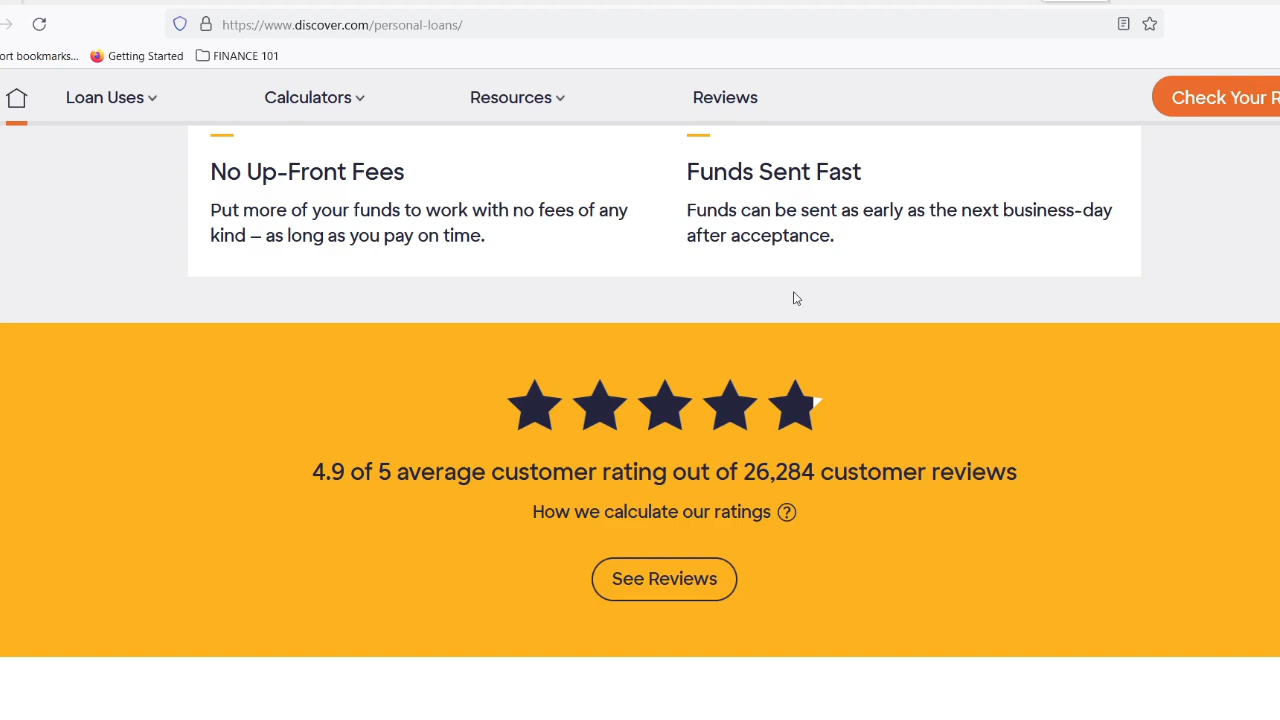 https://www.discover.com/personal-loans/
ort bookmarks...
Getting Started
FINANCE 101
Loan Uses
Calculators
Resources
Reviews
Check Your R
No Up-Front Fees
Put more of your funds to work with no fees of any
kind – as long as you pay on time.
Funds Sent Fast
Funds can be sent as early as the next business-day
after acceptance.
4.9 of 5 average customer rating out of 26,284 customer reviews
How we calculate our ratings ?
See Reviews